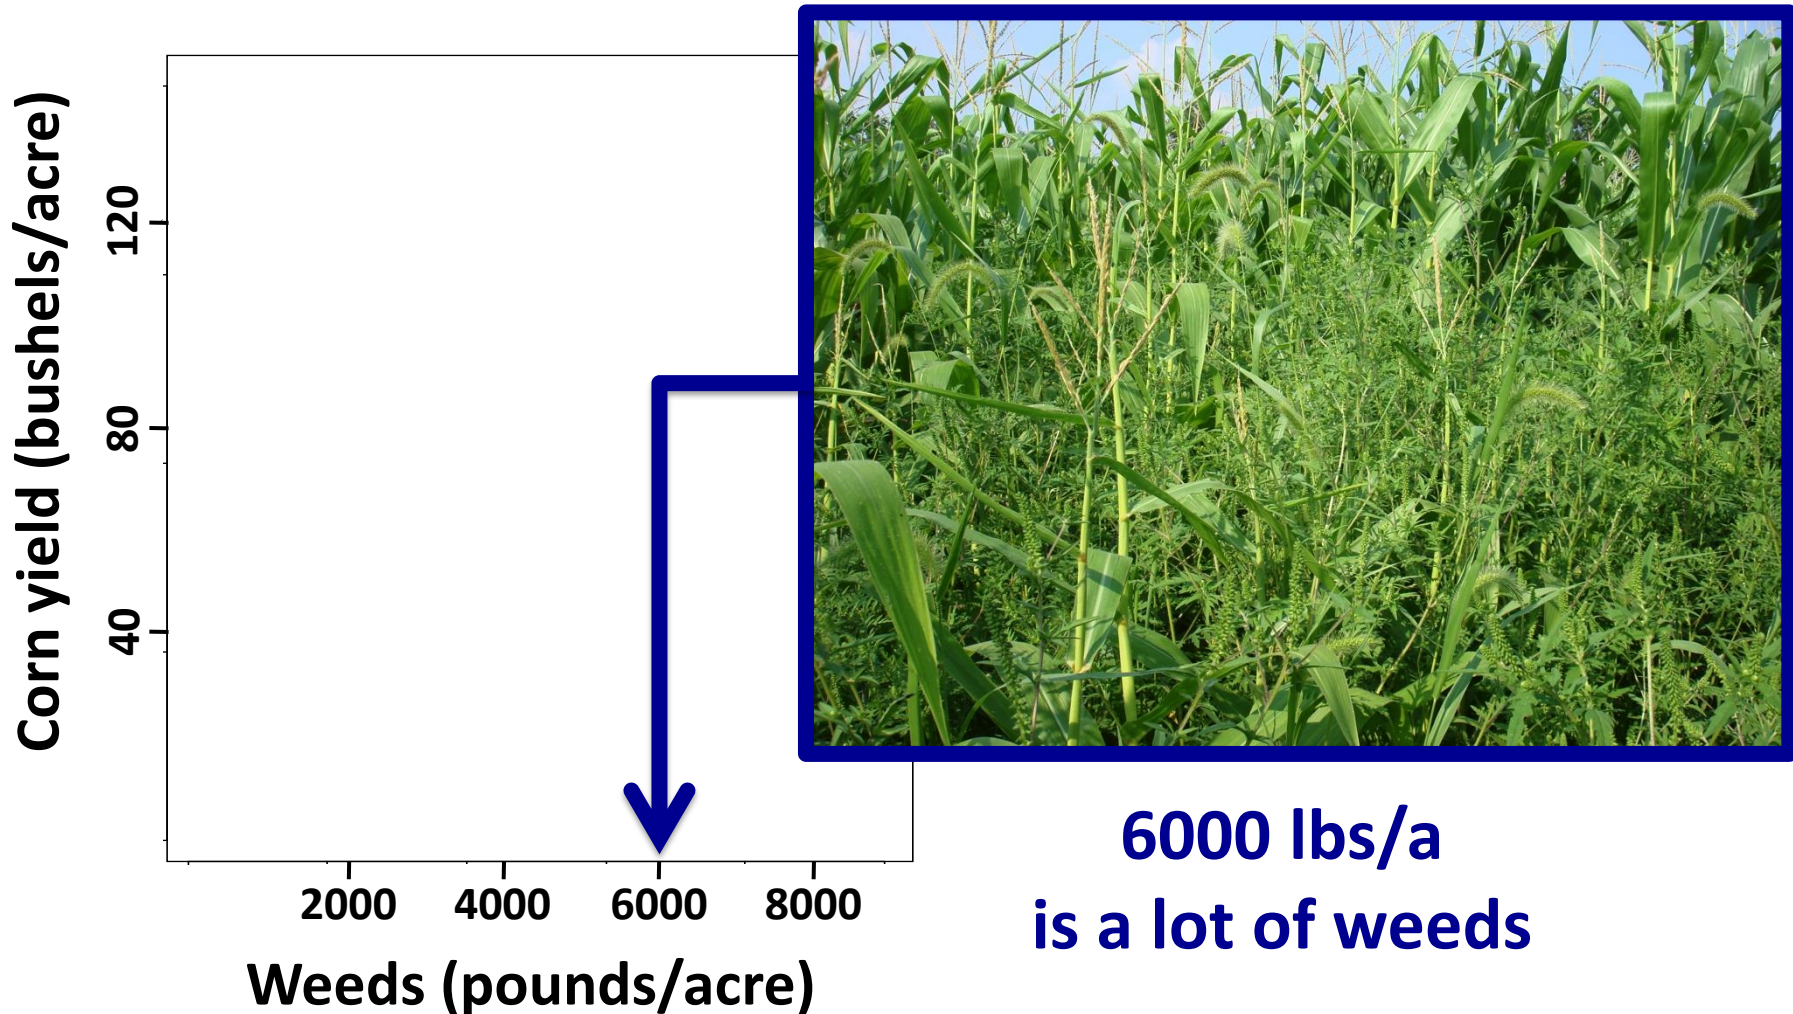 Corn yield (bushels/acre)
120
80
40
2000 4000 6000 8000
Weeds (pounds/acre)
6000 lbs/a
is a lot of weeds